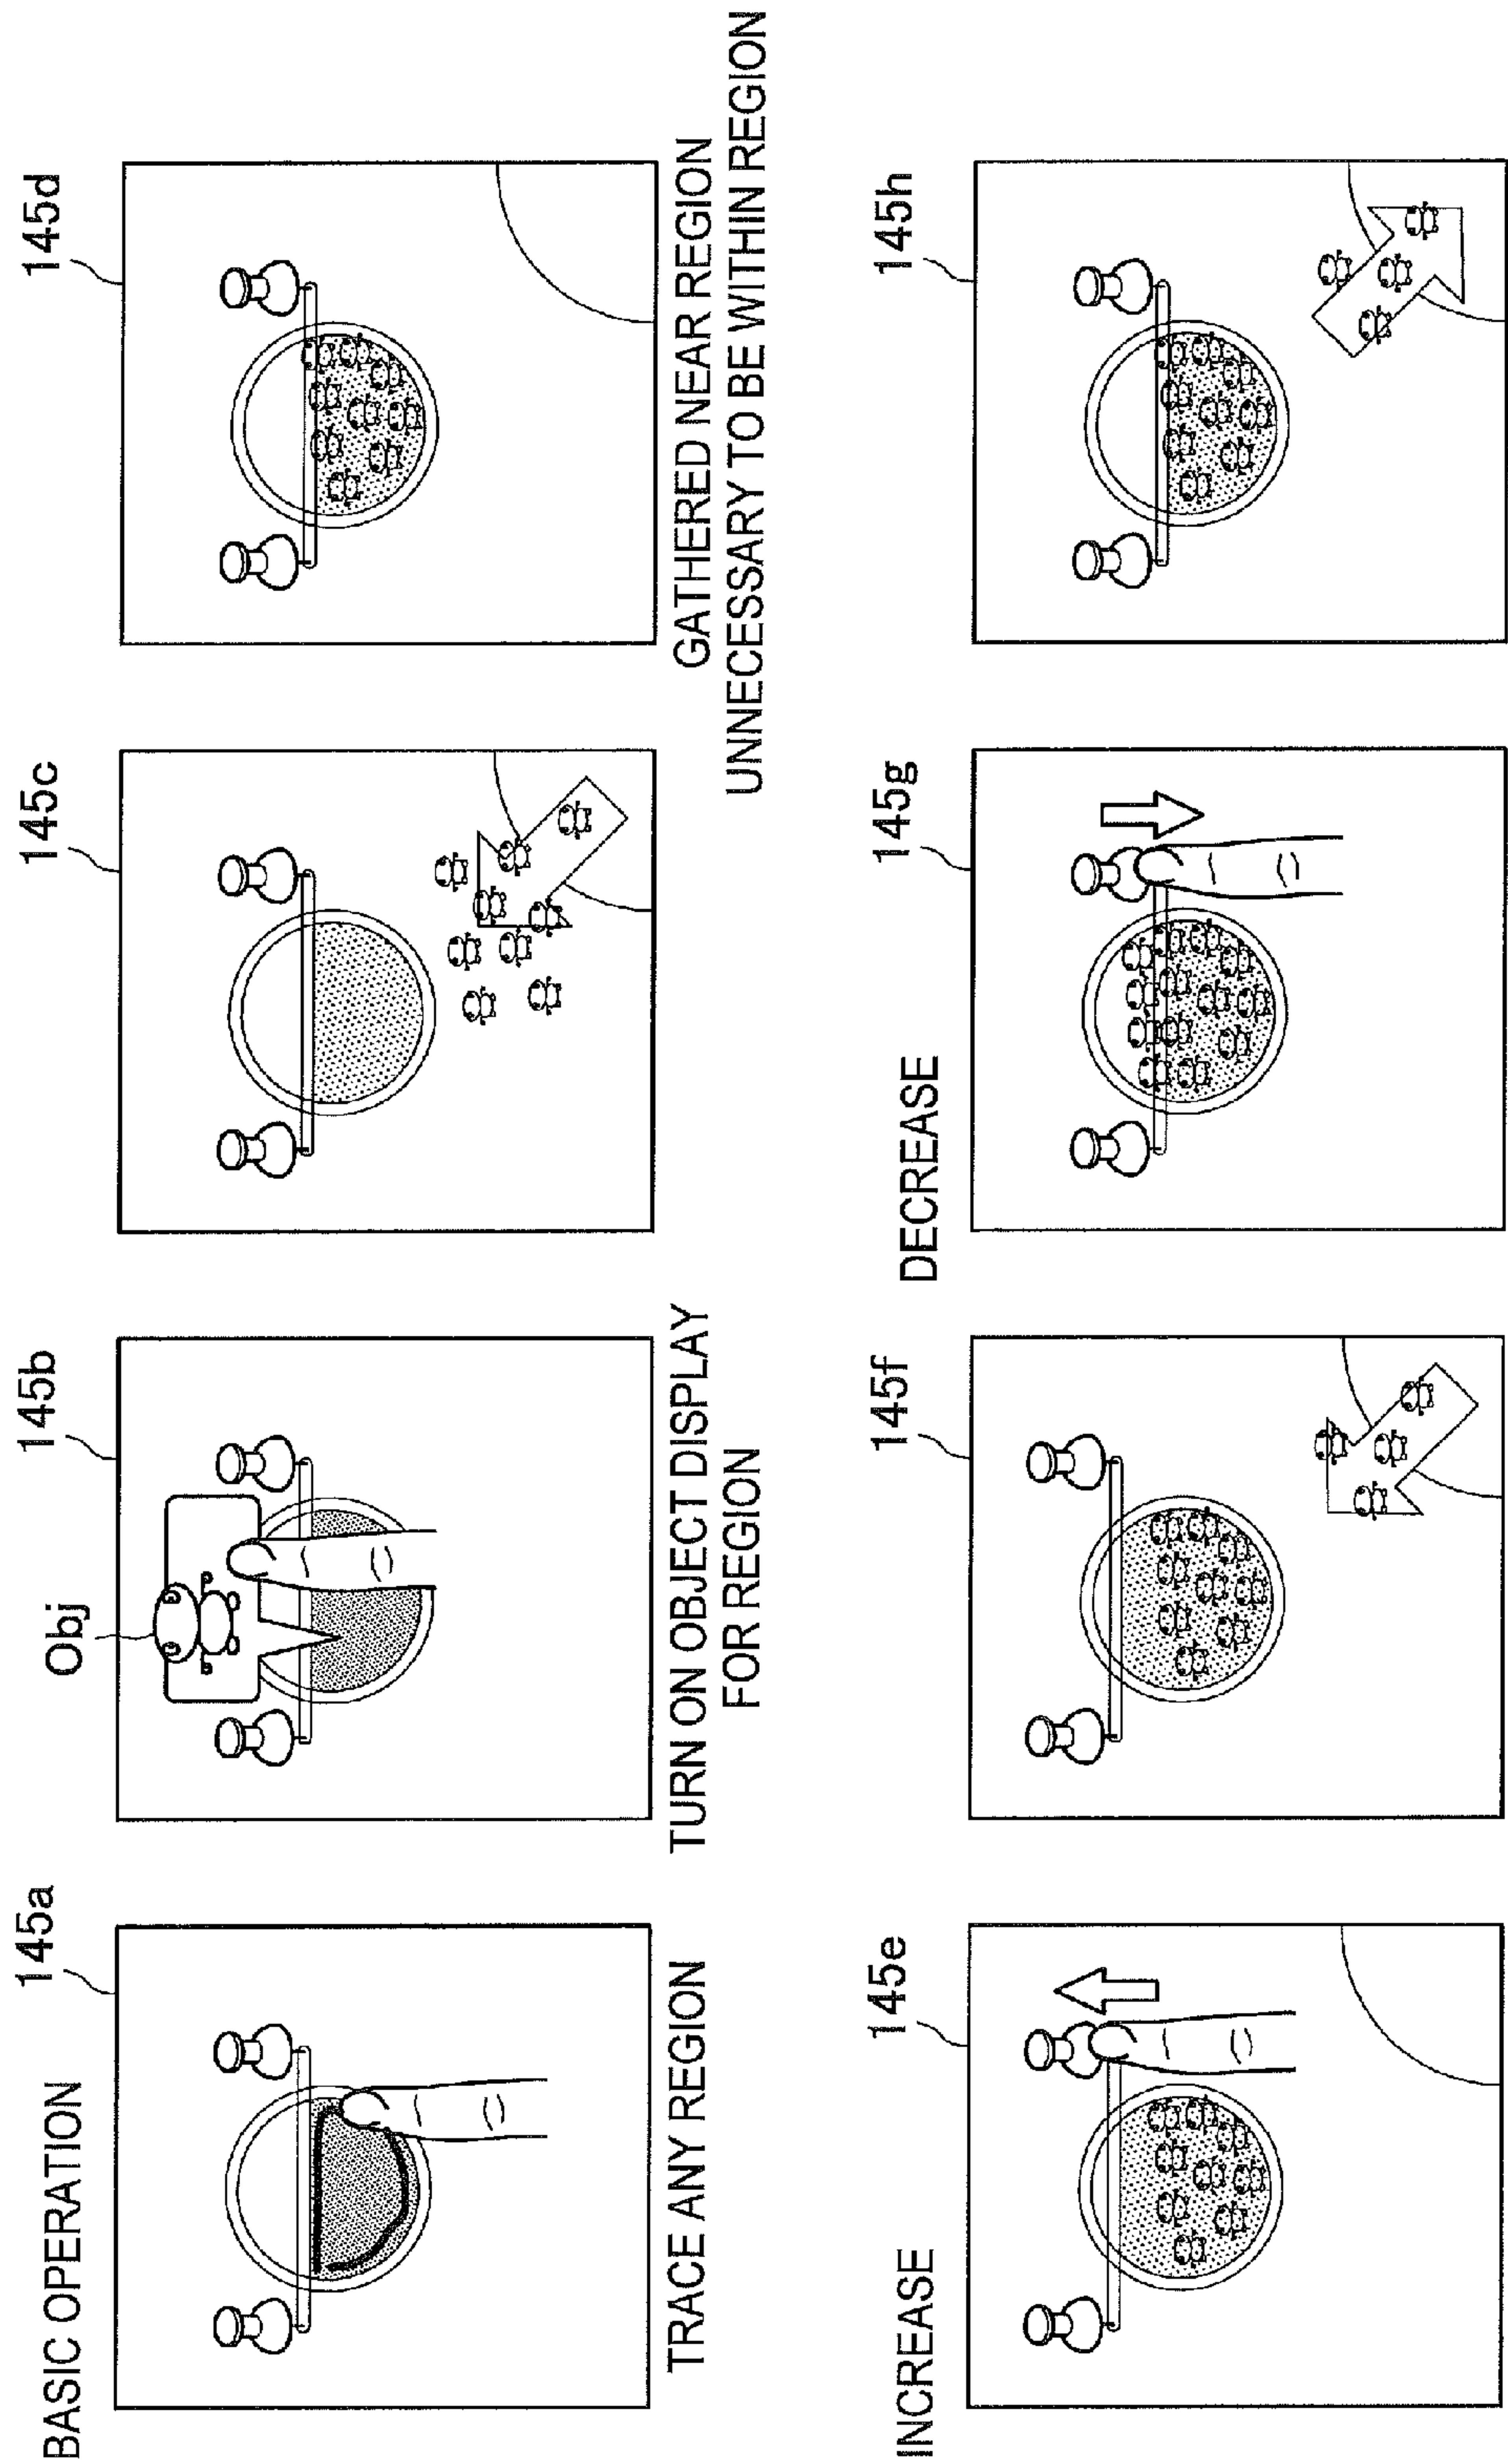 BASIC OPERATION
145a
TRACE ANY REGION
Obj
145b
TURN ON OBJECT DISPLAY
FOR REGION
145c
145d
GATHERED NEAR REGION
UNNECESSARY TO BE WITHIN REGION
INCREASE
145e
145f
DECREASE
145g
145h